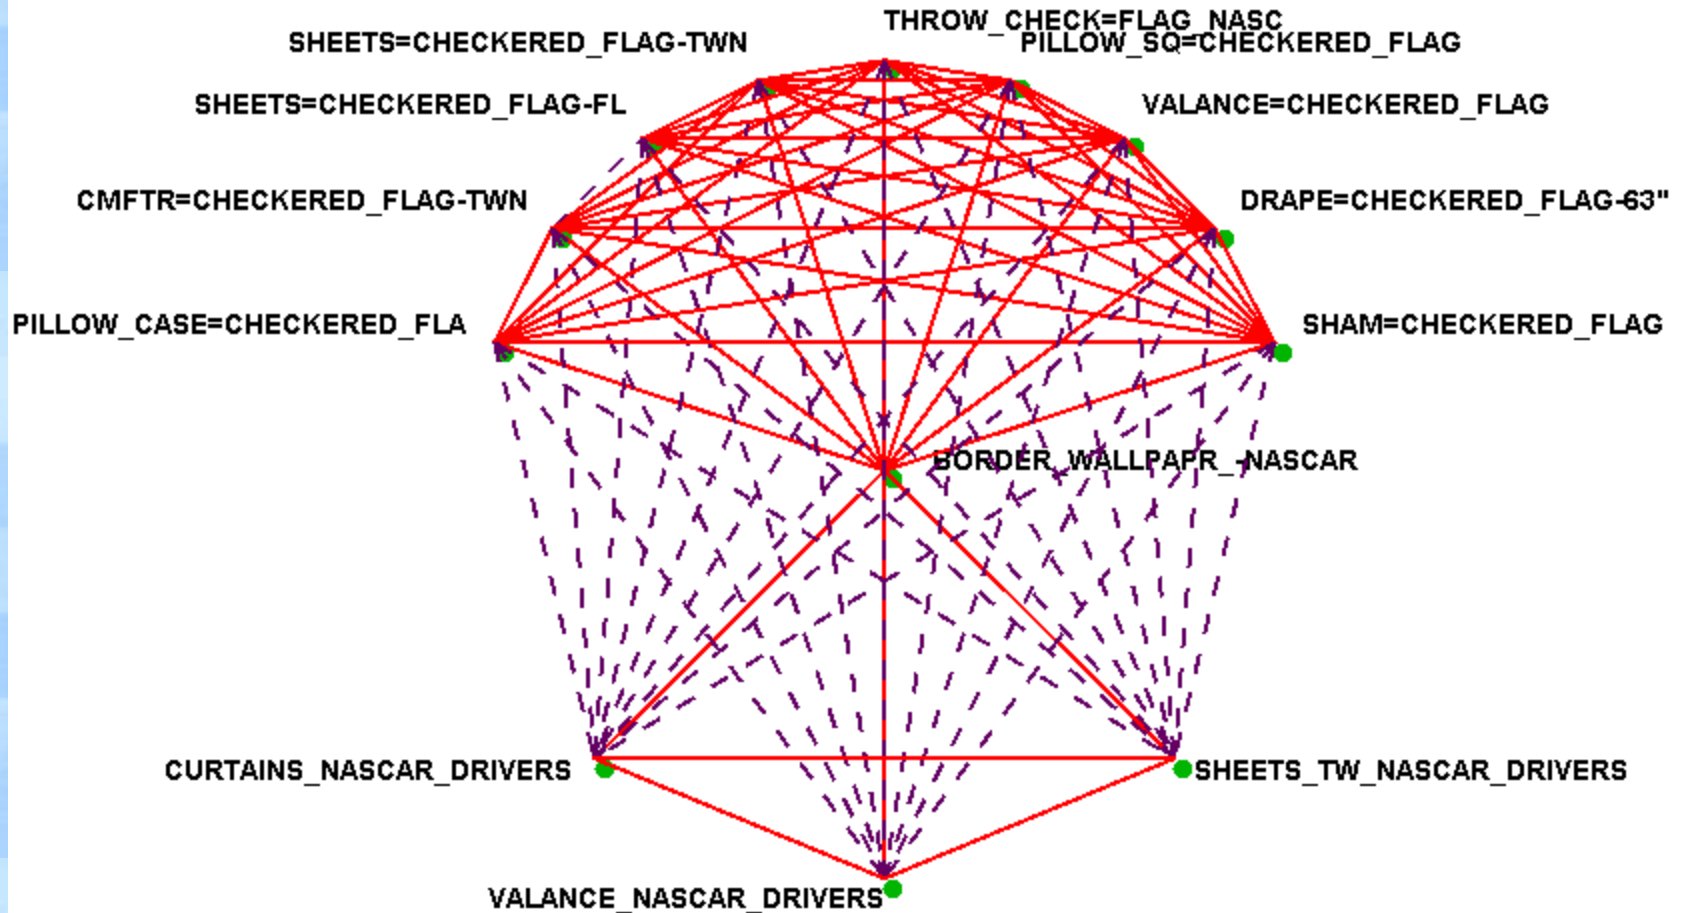 THROW_CHECK=FLAG_NASC
SHEETS=CHECKERED_FLAG-TWN
PILLOW_SQ=CHECKERED_FLAG
SHEETS=CHECKERED_FLAG-FL
VALANCE=CHECKERED_FLAG
CMFTR=CHECKERED_FLAG-TWN
DRAPE=CHECKERED_FLAG-63"
PILLOW_CASE=CHECKERED_FLA
SHAM=CHECKERED_FLAG
BORDER_WALLPAPR_-NASCAR
CURTAINS_NASCAR_DRIVERS
SHEETS_TW_NASCAR_DRIVERS
VALANCE_NASCAR_DRIVERS